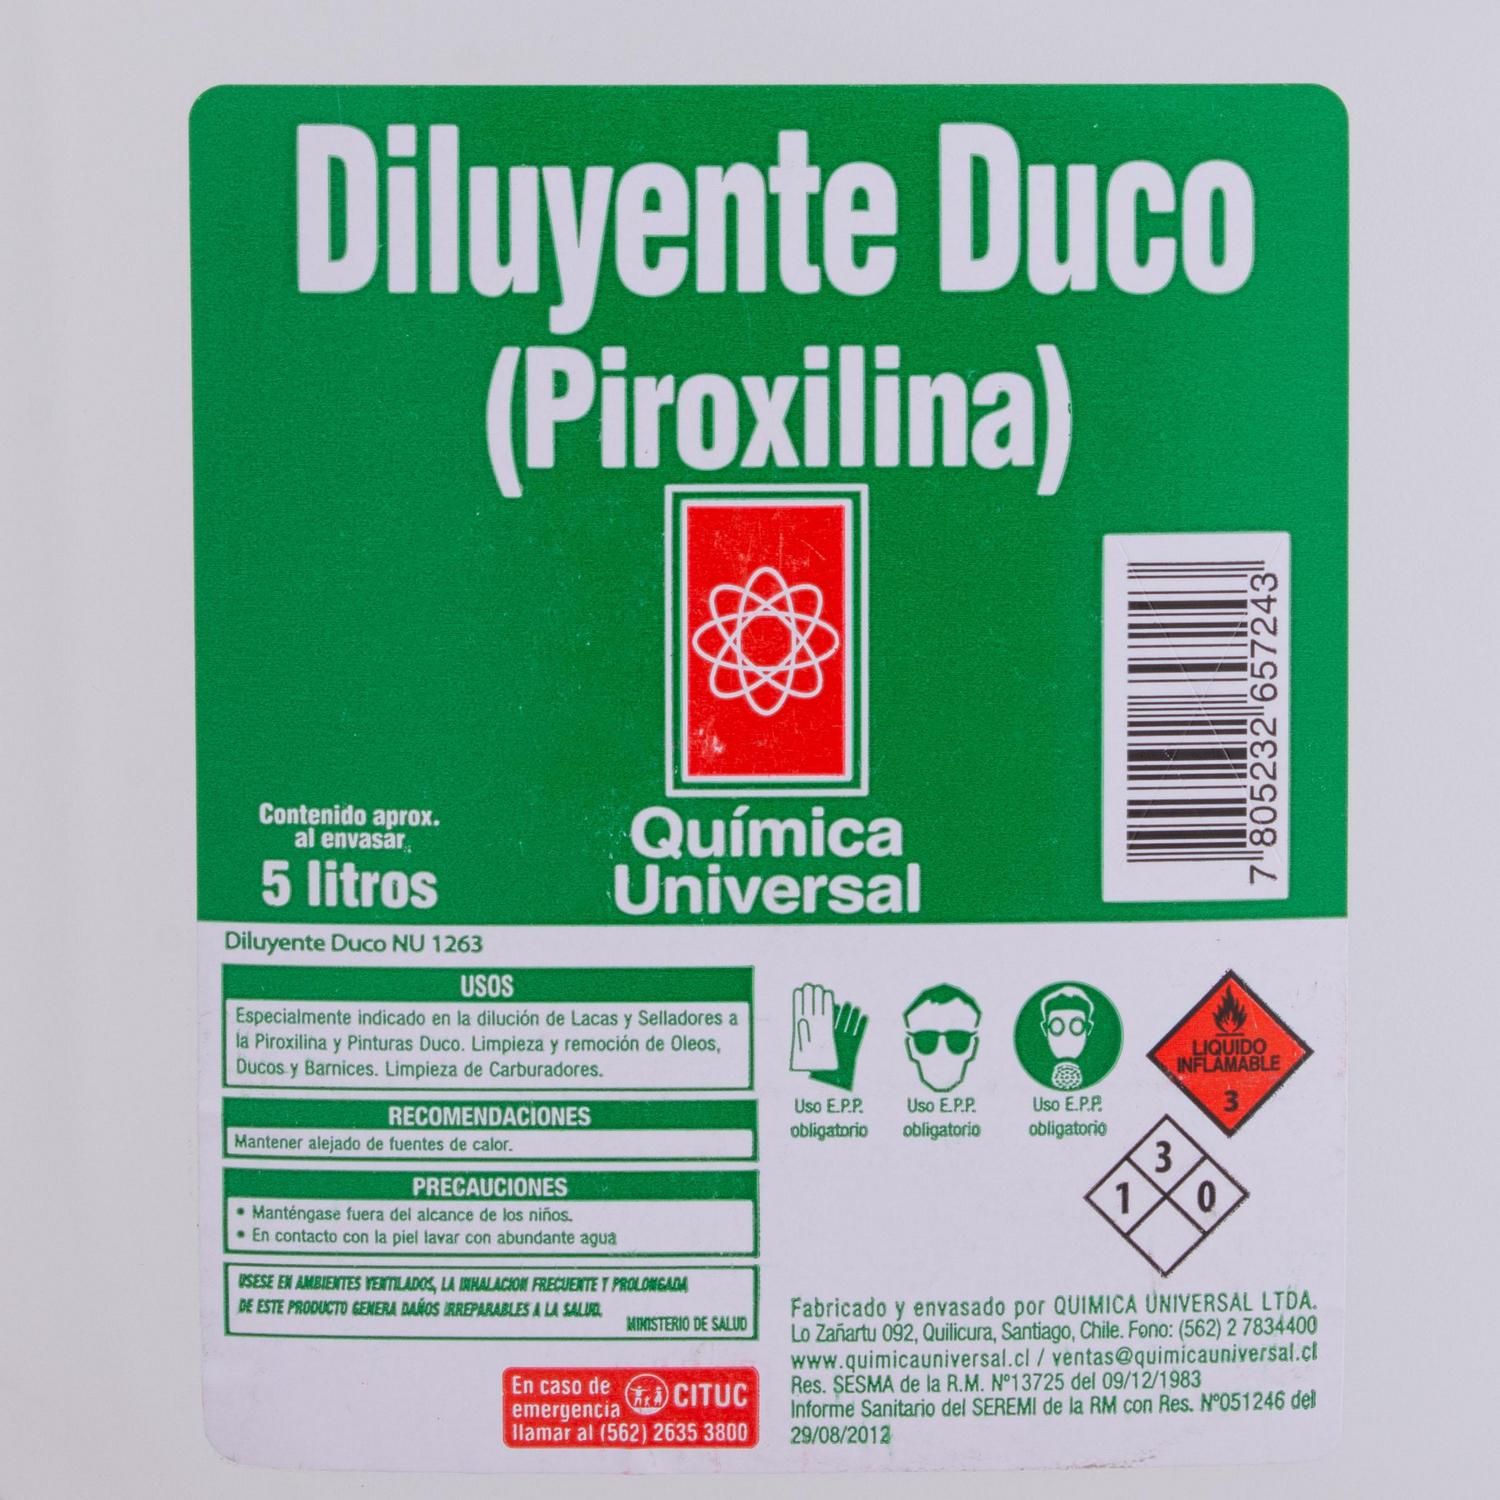 Diluyente Duco
(Piroxilina)
Química
Universal
Contenido aprox.
al envasar
5 litros
7 805232 657243
Diluyente Duco NU 1263
USOS
Especialmente indicado en la dilución de Lacas y Selladores a
la Piroxilina y Pinturas Duco. Limpieza y remoción de Oleos,
Ducos y Barnices. Limpieza de Carburadores.
RECOMENDACIONES
Mantener alejado de fuentes de calor.
PRECAUCIONES
• Manténgase fuera del alcance de los niños.
• En contacto con la piel lavar con abundante agua
USESE EN AMBIENTES VENTILADOS, LA INHALACION FRECUENTE Y PROLONGADA
DE ESTE PRODUCTO GENERA DAÑOS IRREPARABLES A LA SALUD.
MINISTERIO DE SALUD
En caso de
emergencia
CITUC
llamar al (562) 2635 3800
Uso E.P.P.
obligatorio
Uso E.P.P.
obligatorio
Uso E.P.P.
obligatorio
LIQUIDO
INFLAMABLE
3
3
1 0
Fabricado y envasado por QUIMICA UNIVERSAL LTDA.
Lo Zañartu 092, Quilicura, Santiago, Chile. Fono: (562) 2 7834400
www.quimicauniversal.cl / ventas@quimicauniversal.cl
Res. SESMA de la R.M. Nº13725 del 09/12/1983
Informe Sanitario del SEREMI de la RM con Res. Nº051246 del
29/08/2012